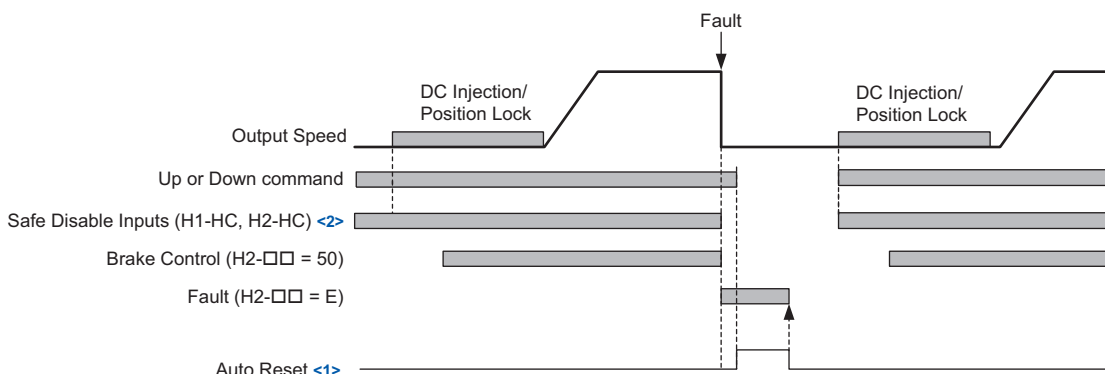 Fault
DC Injection/
Position Lock
DC Injection/
Position Lock
Output Speed
Up or Down command
Safe Disable Inputs (H1-HC, H2-HC) <2>
Brake Control (H2-□□ = 50)
Fault (H2-□□ = E)
Auto Reset <1>